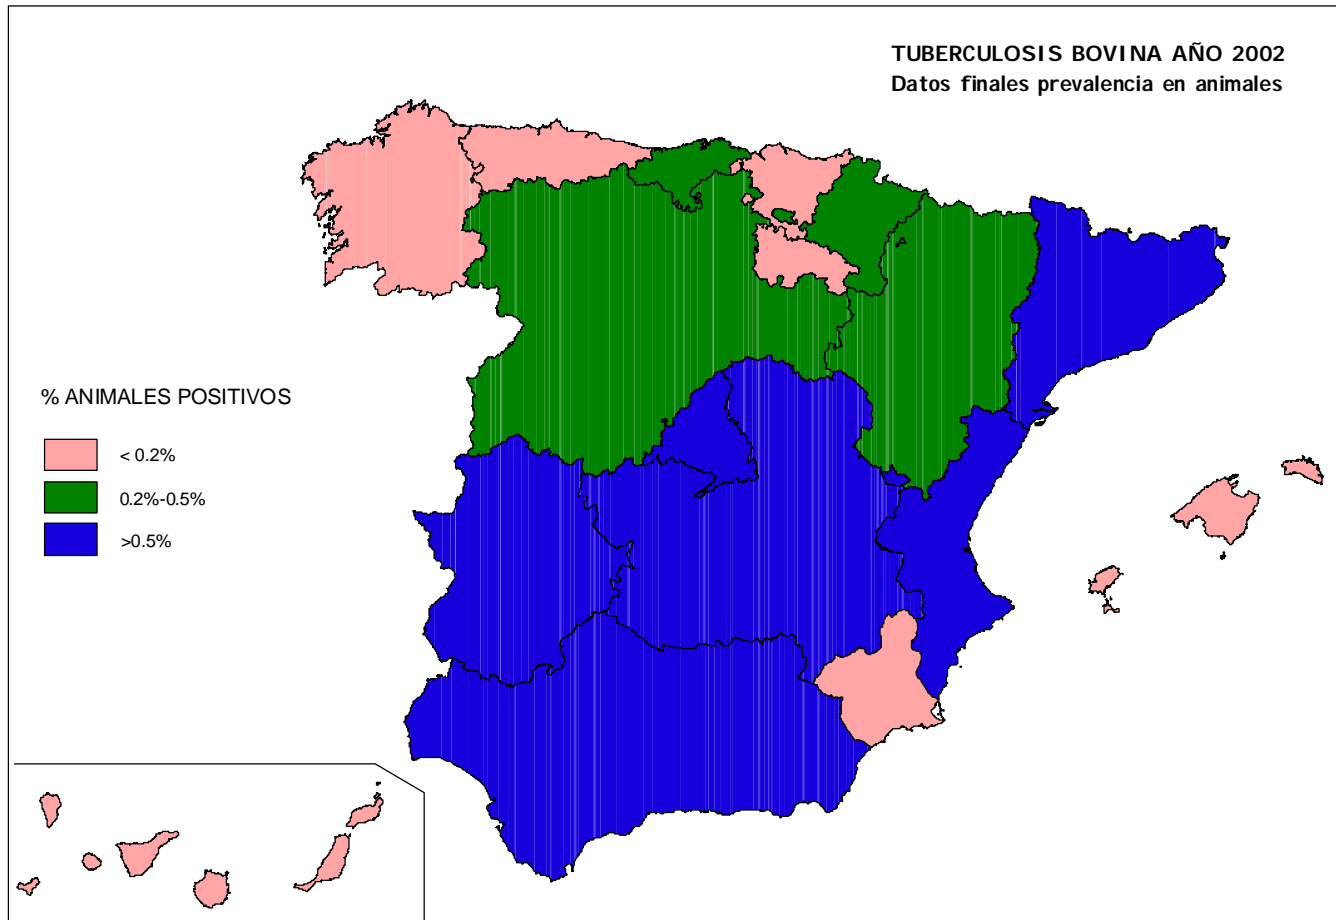 TUBERCULOSIS BOVINA AÑO 2002
Datos finales prevalencia en animales
% ANIMALES POSITIVOS
< 0.2%
0.2%-0.5%
>0.5%